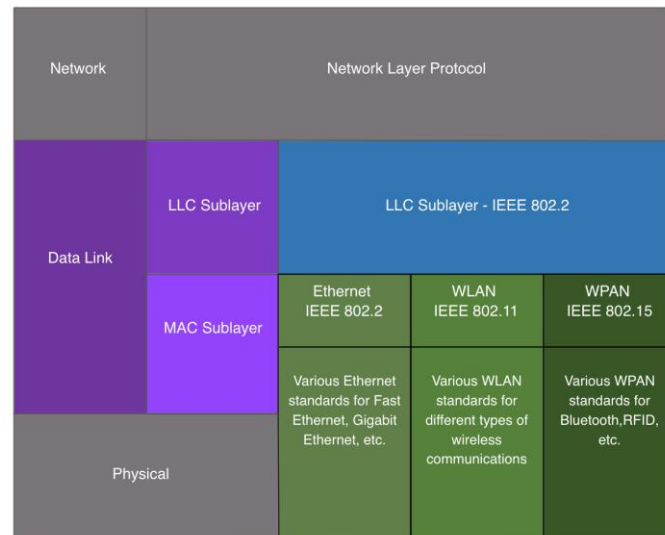 Network
Network Layer Protocol
Data Link
LLC Sublayer
LLC Sublayer - IEEE 802.2
MAC Sublayer
Ethernet
IEEE 802.2
WLAN
IEEE 802.11
WPAN
IEEE 802.15
Various Ethernet
standards for Fast
Ethernet, Gigabit
Ethernet, etc.
Various WLAN
standards for
different types of
wireless
communications
Various WPAN
standards for
Bluetooth,RFID,
etc.
Physical